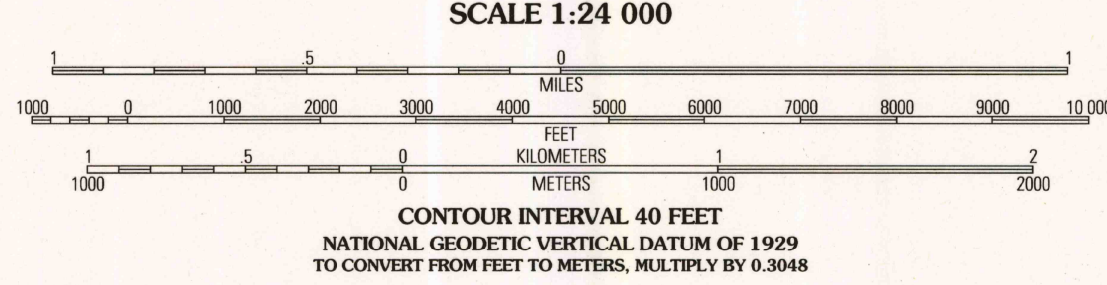 SCALE 1:24 000
1 .5 0 1
MILES
1000 0 1000 2000 3000 4000 5000 6000 7000 8000 9000 10 000
FEET
1 .5 0 KILOMETERS 1 2
1000 0 METERS 1000 2000
CONTOUR INTERVAL 40 FEET
NATIONAL GEODETIC VERTICAL DATUM OF 1929
TO CONVERT FROM FEET TO METERS, MULTIPLY BY 0.3048